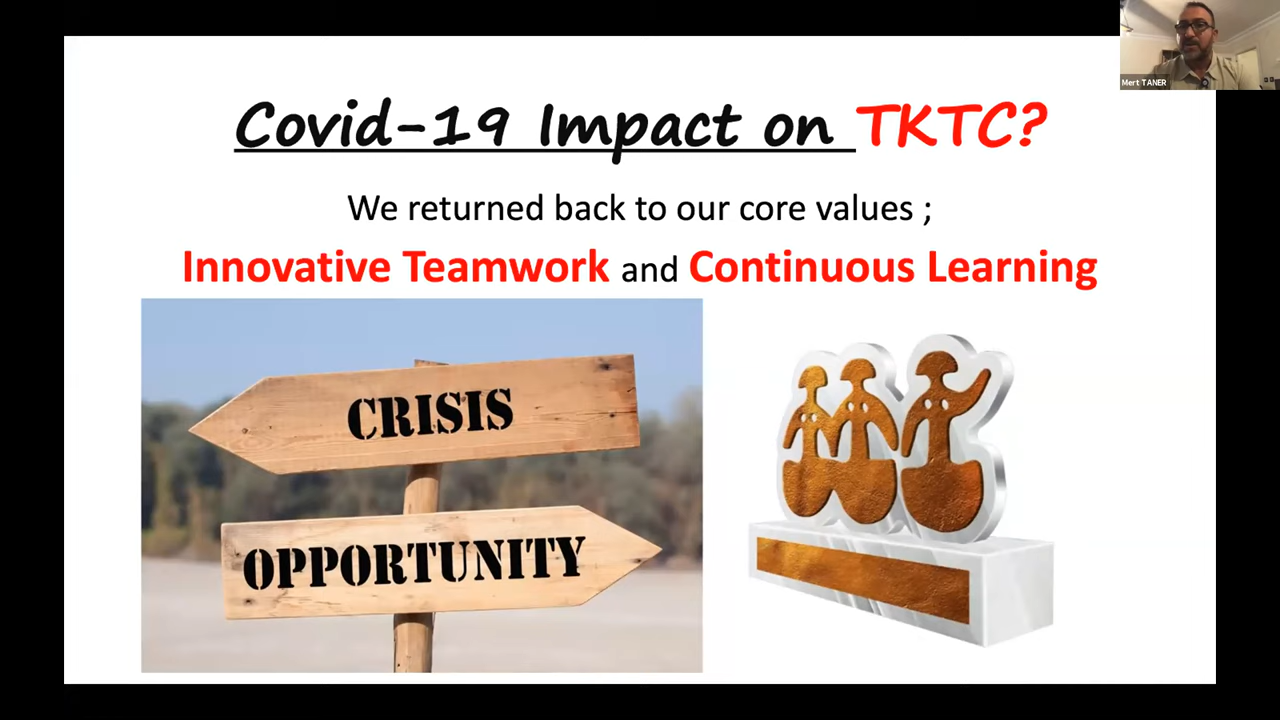 Mert TANER
Covid-19 Impact on TKTC?
We returned back to our core values ;
Innovative Teamwork and Continuous Learning
CRISIS
OPPORTUNITY